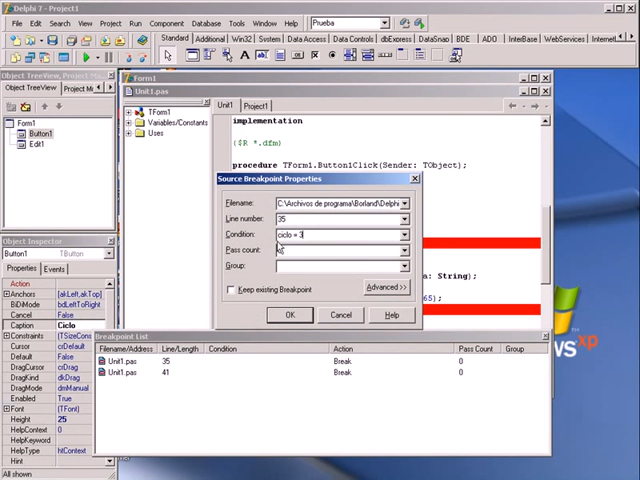 Delphi 7 - Project1
File Edit Search View Project Run Component Database Tools Window Help
Prueba
Standard Additional Win32 System Data Access Data Controls dbExpress DataSnap BDE ADO InterBase
Object TreeView
Object TreeView
Form1
Button1
Edit1
Form1
Unit1.pas
TForm1
Variables/Constants
Uses
Unit1 Project1
implementation
{$R *.dfm}
procedure TForm1.Button1Click(Sender: TObject);
Source Breakpoint Properties
Filename: C:\Archivos de programa\Borland\Delphi
Line number: 35
Condition: ciclo = 3
Pass count:
Group:
Keep existing Breakpoint
Advanced >>
OK Cancel Help
a: String);
65);
Object Inspector
Button1 TButton
Properties Events
Action
Anchors [akLeft,akTop]
BiDiMode bdLeftToRight
Cancel False
Caption Ciclo
Constraints (TSizeCons
Cursor crDefault
Default False
DragCursor crDrag
DragKind dkDrag
DragMode dmManual
Enabled True
Font (TFont)
Height 25
HelpContext 0
HelpKeyword
HelpType htContext
Hint
All shown
Breakpoint List
Filename/Address Line/Length Condition Action Pass Count Group
Unit1.pas 35 Break 0
Unit1.pas 41 Break 0
ws xp